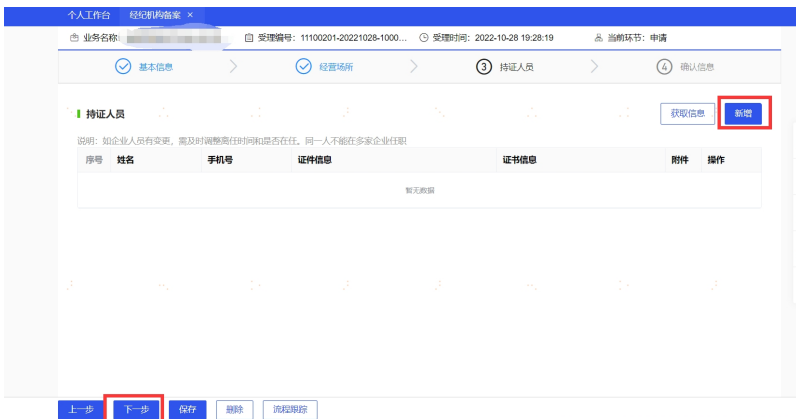 个人工作台 经纪机构备案 ×
业务名称: 受理编号：11100201-20221028-1000... 受理时间：2022-10-28 19:28:19 当前环节：申请
基本信息 经营场所 3 持证人员 4 确认信息
持证人员 获取信息 新增
说明：如企业人员有变更，需及时调整离任时间和是否在任。同一人不能在多家企业任职
序号 姓名 手机号 证件信息 证书信息 附件 操作
暂无数据
上一步 下一步 保存 删除 流程跟踪